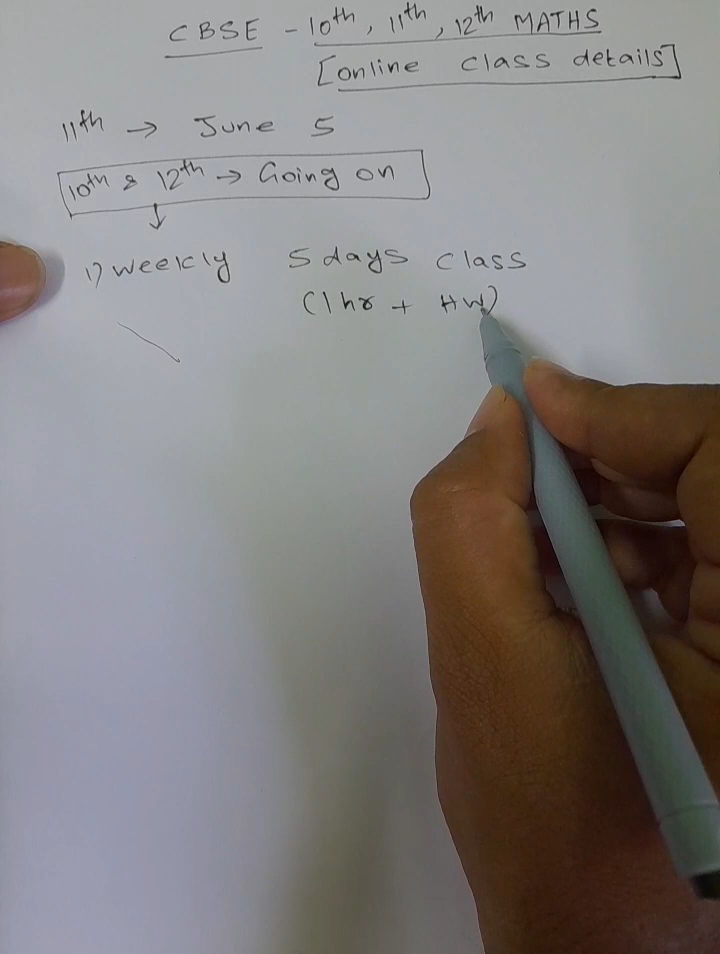 CBSE - 10th, 11th, 12th MATHS
[online class details]
11th → June 5
10th & 12th → Going on
↓
1) weekly 5 days class
(1 hr + HW)